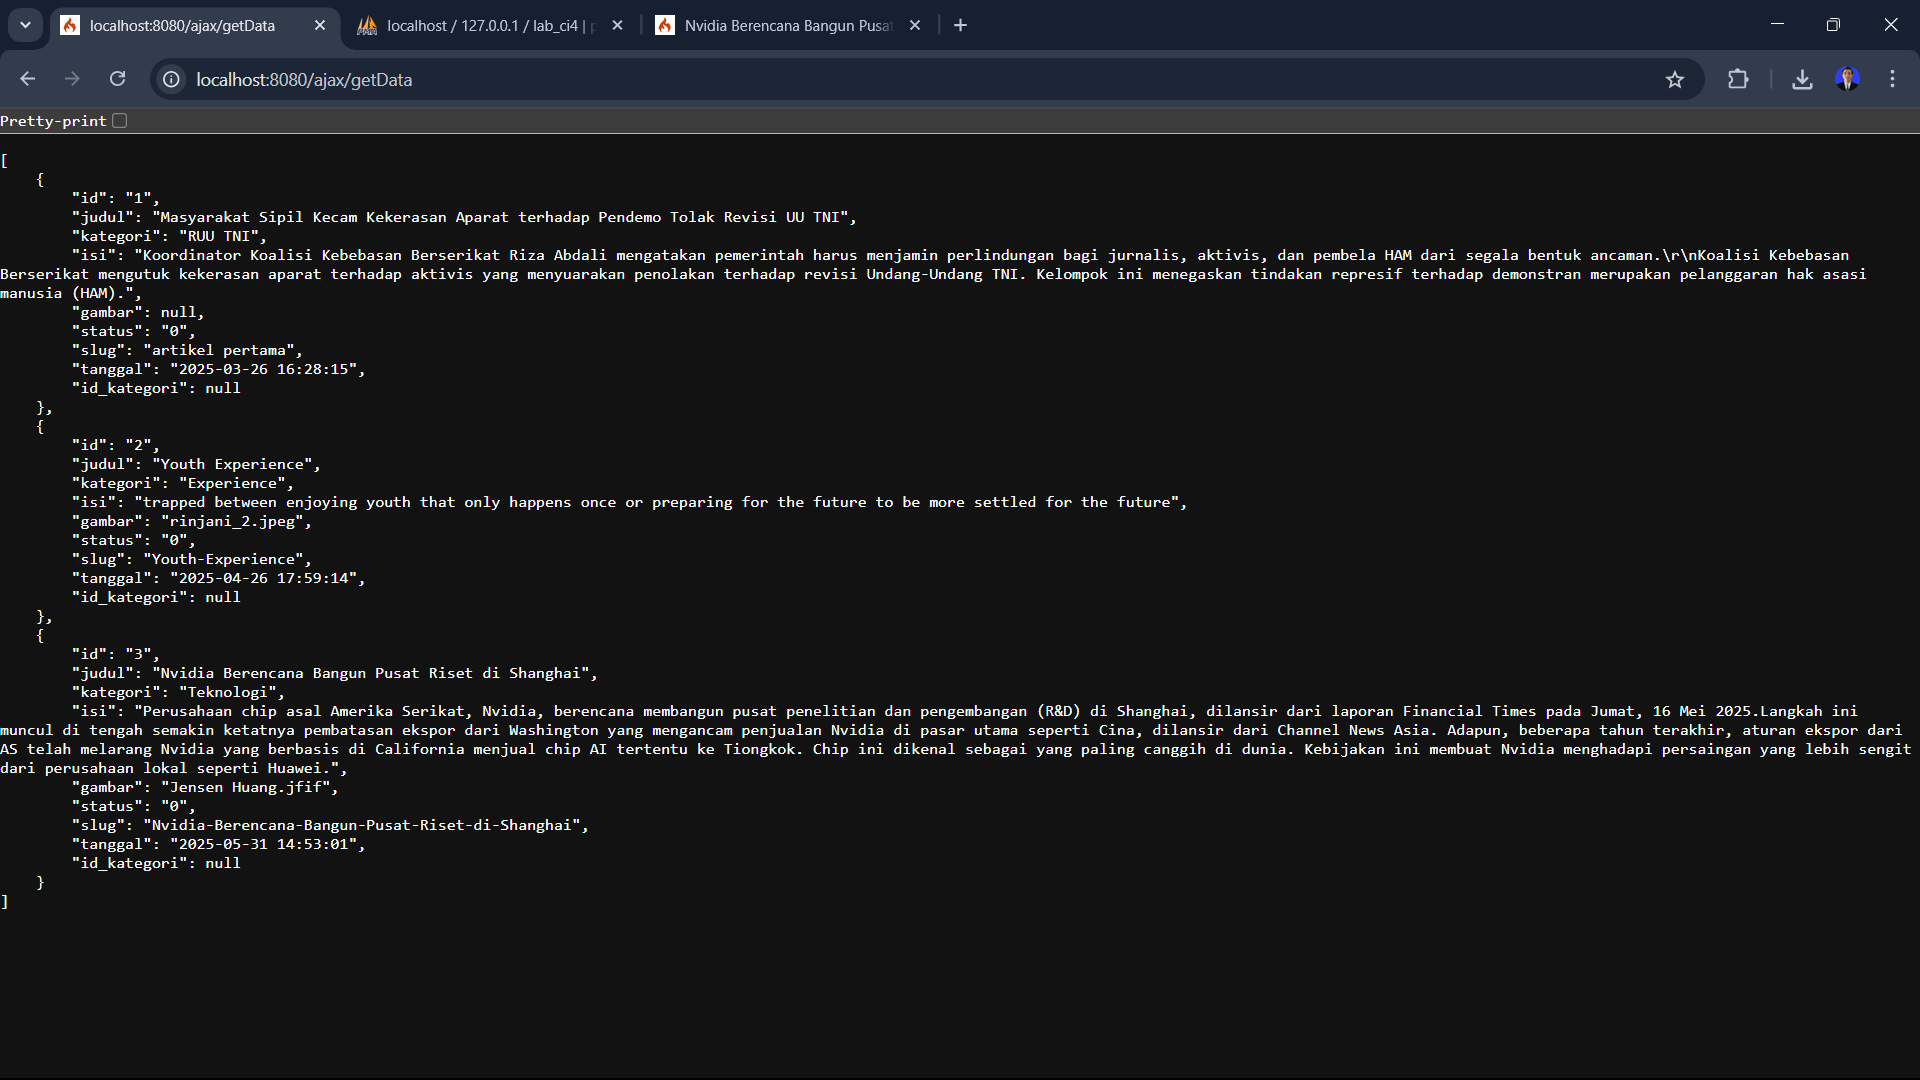 localhost:8080/ajax/getData
localhost / 127.0.0.1 / lab_ci4 |
Nvidia Berencana Bangun Pusa
localhost:8080/ajax/getData
Pretty-print
[
    {
        "id": "1",
        "judul": "Masyarakat Sipil Kecam Kekerasan Aparat terhadap Pendemo Tolak Revisi UU TNI",
        "kategori": "RUU TNI",
        "isi": "Koordinator Koalisi Kebebasan Berserikat Riza Abdali mengatakan pemerintah harus menjamin perlindungan bagi jurnalis, aktivis, dan pembela HAM dari segala bentuk ancaman.\r\nKoalisi Kebebasan
Berserikat mengutuk kekerasan aparat terhadap aktivis yang menyuarakan penolakan terhadap revisi Undang-Undang TNI. Kelompok ini menegaskan tindakan represif terhadap demonstran merupakan pelanggaran hak asasi
manusia (HAM).",
        "gambar": null,
        "status": "0",
        "slug": "artikel pertama",
        "tanggal": "2025-03-26 16:28:15",
        "id_kategori": null
    },
    {
        "id": "2",
        "judul": "Youth Experience",
        "kategori": "Experience",
        "isi": "trapped between enjoying youth that only happens once or preparing for the future to be more settled for the future",
        "gambar": "rinjani_2.jpeg",
        "status": "0",
        "slug": "Youth-Experience",
        "tanggal": "2025-04-26 17:59:14",
        "id_kategori": null
    },
    {
        "id": "3",
        "judul": "Nvidia Berencana Bangun Pusat Riset di Shanghai",
        "kategori": "Teknologi",
        "isi": "Perusahaan chip asal Amerika Serikat, Nvidia, berencana membangun pusat penelitian dan pengembangan (R&D) di Shanghai, dilansir dari laporan Financial Times pada Jumat, 16 Mei 2025.Langkah ini
muncul di tengah semakin ketatnya pembatasan ekspor dari Washington yang mengancam penjualan Nvidia di pasar utama seperti Cina, dilansir dari Channel News Asia. Adapun, beberapa tahun terakhir, aturan ekspor dari
AS telah melarang Nvidia yang berbasis di California menjual chip AI tertentu ke Tiongkok. Chip ini dikenal sebagai yang paling canggih di dunia. Kebijakan ini membuat Nvidia menghadapi persaingan yang lebih sengit
dari perusahaan lokal seperti Huawei.",
        "gambar": "Jensen Huang.jfif",
        "status": "0",
        "slug": "Nvidia-Berencana-Bangun-Pusat-Riset-di-Shanghai",
        "tanggal": "2025-05-31 14:53:01",
        "id_kategori": null
    }
]